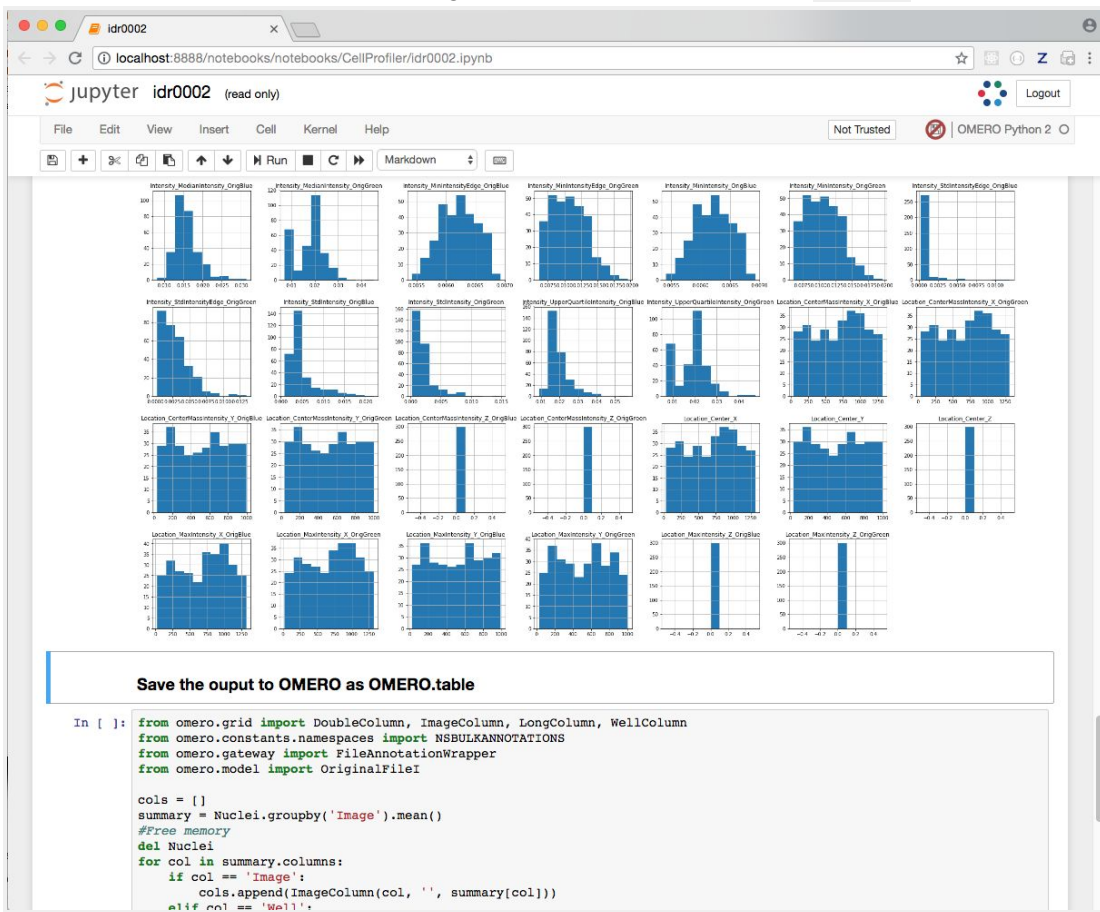 idr0002
localhost:8888/notebooks/notebooks/CellProfiler/idr0002.ipynb
Z
jupyter idr0002 (read only)
Logout
File Edit View Insert Cell Kernel Help
Not Trusted
OMERO Python 2
Run
Markdown
Intensity_MedianIntensity_OrigBlue Intensity_MedianIntensity_OrigGreen Intensity_MinIntensityEdge_OrigBlue Intensity_MinIntensityEdge_OrigGreen Intensity_MinIntensity_OrigBlue Intensity_MinIntensity_OrigGreen Intensity_StdIntensityEdge_OrigBlue
Intensity_StdIntensityEdge_OrigGreen Intensity_StdIntensity_OrigBlue Intensity_StdIntensity_OrigGreen Intensity_UpperQuartileIntensity_OrigBlue Intensity_UpperQuartileIntensity_OrigGreen Location_CenterMassIntensity_X_OrigBlue Location_CenterMassIntensity_X_OrigGreen
Location_CenterMassIntensity_Y_OrigBlue Location_CenterMassIntensity_Y_OrigGreen Location_CenterMassIntensity_Z_OrigBlue Location_CenterMassIntensity_Z_OrigGreen Location_Center_X Location_Center_Y Location_Center_Z
Location_MaxIntensity_X_OrigBlue Location_MaxIntensity_X_OrigGreen Location_MaxIntensity_Y_OrigBlue Location_MaxIntensity_Y_OrigGreen Location_MaxIntensity_Z_OrigBlue Location_MaxIntensity_Z_OrigGreen
Save the ouput to OMERO as OMERO.table
In [ ]: from omero.grid import DoubleColumn, ImageColumn, LongColumn, WellColumn
from omero.constants.namespaces import NSBULKANNOTATIONS
from omero.gateway import FileAnnotationWrapper
from omero.model import OriginalFileI
cols = []
summary = Nuclei.groupby('Image').mean()
#Free memory
del Nuclei
for col in summary.columns:
if col == 'Image':
cols.append(ImageColumn(col, '', summary[col]))
elif col == 'Well':